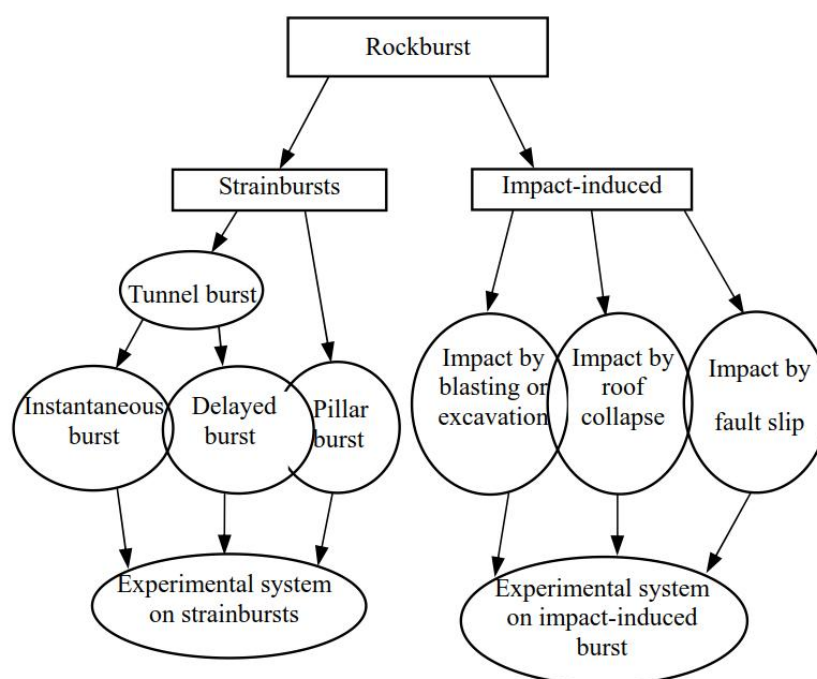 Rockburst
Strainbursts
Impact-induced
Tunnel burst
Instantaneous
burst
Delayed
burst
Pillar
burst
Impact by
blasting or
excavation
Impact by
roof
collapse
Impact by
fault slip
Experimental system
on strainbursts
Experimental system
on impact-induced
burst